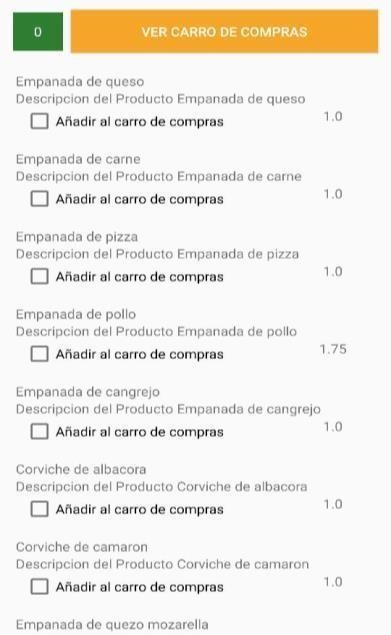 0 VER CARRO DE COMPRAS
Empanada de queso
Descripcion del Producto Empanada de queso
Añadir al carro de compras 1.0
Empanada de carne
Descripcion del Producto Empanada de carne
Añadir al carro de compras 1.0
Empanada de pizza
Descripcion del Producto Empanada de pizza
Añadir al carro de compras 1.0
Empanada de pollo
Descripcion del Producto Empanada de pollo
Añadir al carro de compras 1.75
Empanada de cangrejo
Descripcion del Producto Empanada de cangrejo
Añadir al carro de compras 1.0
Corviche de albacora
Descripcion del Producto Corviche de albacora
Añadir al carro de compras 1.0
Corviche de camaron
Descripcion del Producto Corviche de camaron
Añadir al carro de compras 1.0
Empanada de quezo mozarella